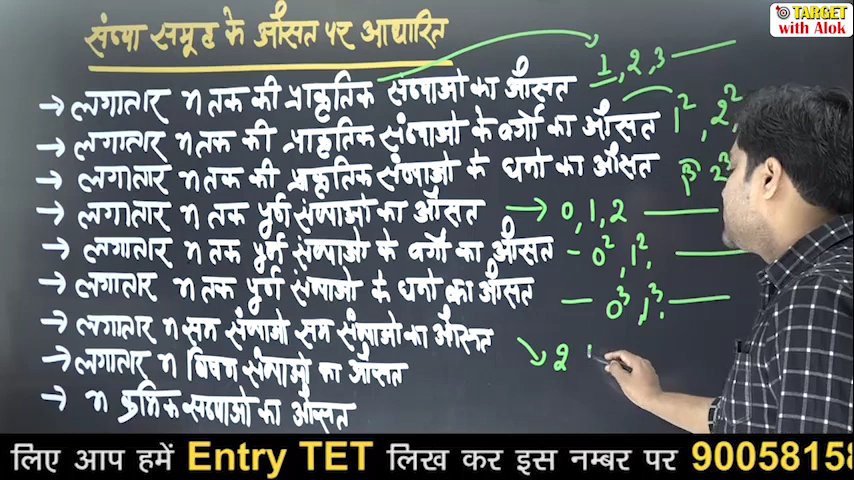 TARGET
with Alok
संख्या समूह के औसत पर आधारित
1, 2, 3
→ लगातार n तक की प्राकृतिक संख्याओं का औसत
→ लगातार n तक की प्राकृतिक संख्याओं के वर्गों का औसत 1², 2²,
→ लगातार n तक की प्राकृतिक संख्याओं के घनों का औसत 1³ 2³
→ लगातार n तक पूर्ण संख्याओं का औसत → 0, 1, 2
→ लगातार n तक पूर्ण संख्याओं के वर्गों का औसत - 0², 1²,
→ लगातार n तक पूर्ण संख्याओं के घनों का औसत - 0³, 1³,
→ लगातार n सम संख्याओं सम संख्याओं का औसत
→ 2
→ लगातार n विषम संख्याओं का औसत
→ n क्रमिक संख्याओं का औसत
लिए आप हमें Entry TET लिख कर इस नम्बर पर 90058158